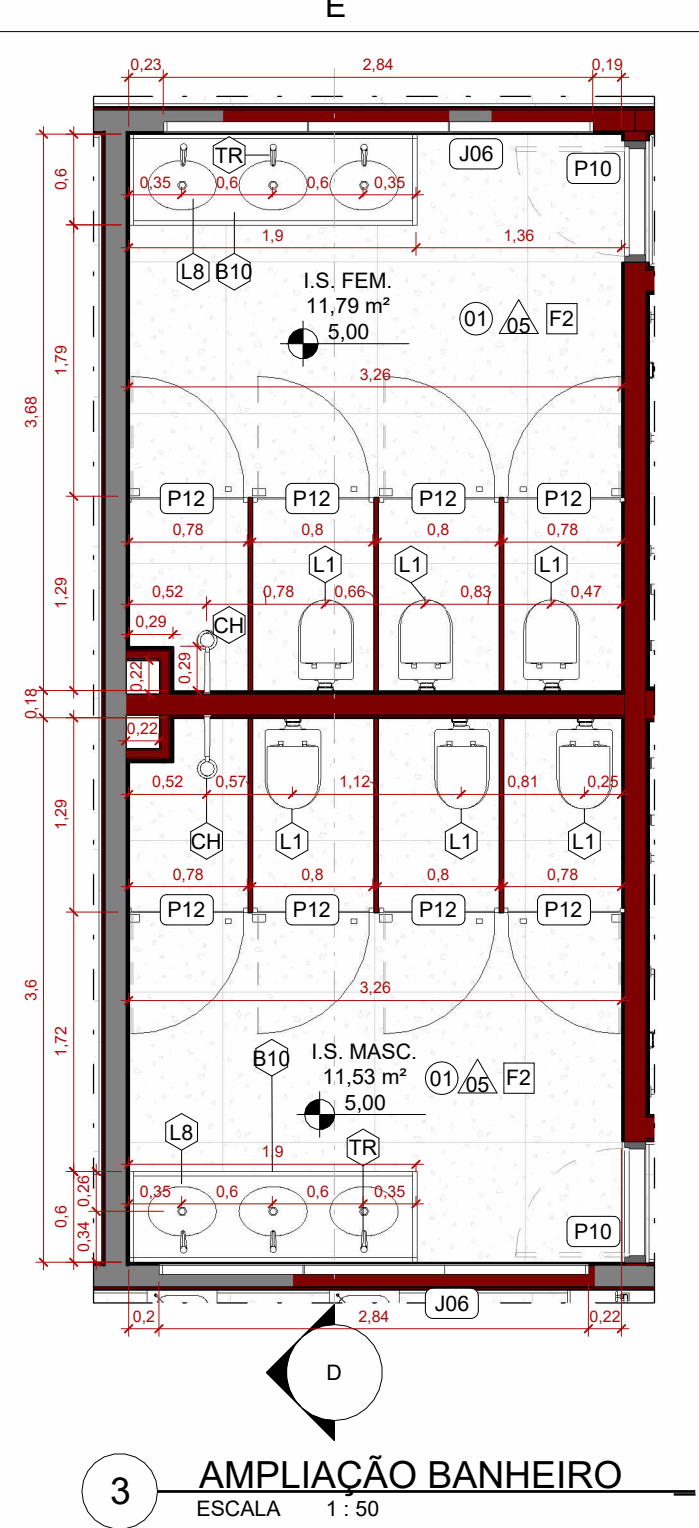 E
0,23 2,84 0,19
TR J06 P10
0,6
0,35 0,6 0,6 0,35
1,9 1,36
L8 B10
I.S. FEM.
11,79 m²
5,00
01 05 F2
1,79
3,26
3,68
P12 P12 P12 P12
0,78 0,8 0,8 0,78
L1 L1 L1
1,29
0,52 0,78 0,66 0,83 0,47
0,29 CH
0,22 0,29
0,18
0,22
0,52 0,57 1,12 0,81 0,25
1,29
CH L1 L1 L1
0,78 0,8 0,8 0,78
P12 P12 P12 P12
3,6
3,26
1,72
B10
I.S. MASC.
11,53 m²
5,00
01 05 F2
L8 TR
1,9
0,26
0,35 0,6 0,6 0,35
0,6 0,34
P10
J06
0,2 2,84 0,22
D
3 AMPLIAÇÃO BANHEIRO
ESCALA 1 : 50